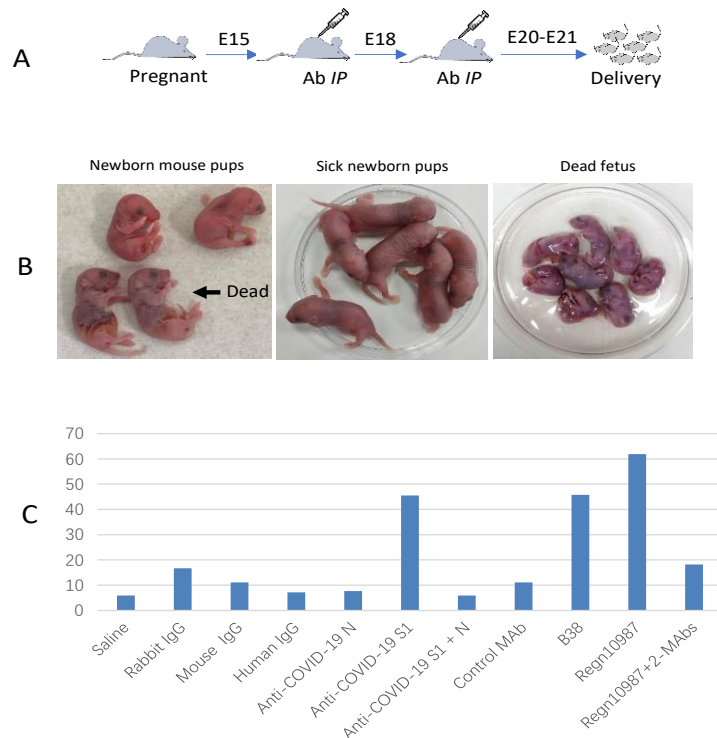 A
E15
E18
E20-E21
Pregnant
Ab IP
Ab IP
Delivery
Newborn mouse pups
Sick newborn pups
Dead fetus
B
Dead
C
70
60
50
40
30
20
10
0
Saline
Rabbit IgG
Mouse IgG
Human IgG
Anti-COVID-19 N
Anti-COVID-19 S1
Anti-COVID-19 S1 + N
Control MAb
B38
Regn10987
Regn10987+2-MAbs